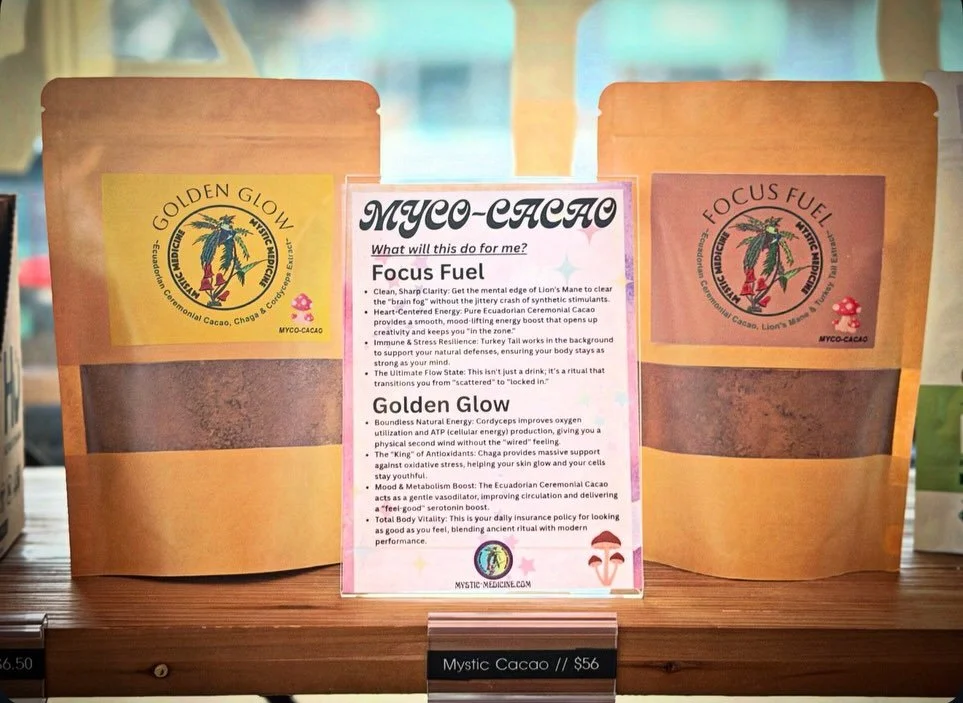 GOLDEN GLOW
MYSTIC MEDICINE MYSTIC MEDICINE
-Ecuadorian Ceremonial Cacao, Chaga & Cordyceps Extract-
MYCO-CACAO
MYCO-CACAO
What will this do for me?
Focus Fuel
• Clean, Sharp Clarity: Get the mental edge of Lion's Mane to clear
the "brain fog" without the jittery crash of synthetic stimulants.
• Heart-Centered Energy: Pure Ecuadorian Ceremonial Cacao
provides a smooth, mood-lifting energy boost that opens up
creativity and keeps you "in the zone."
• Immune & Stress Resilience: Turkey Tail works in the background
to support your natural defenses, ensuring your body stays as
strong as your mind.
• The Ultimate Flow State: This isn't just a drink; it's a ritual that
transitions you from "scattered" to "locked in."
Golden Glow
• Boundless Natural Energy: Cordyceps improves oxygen
utilization and ATP (cellular energy) production, giving you a
physical second wind without the "wired" feeling.
• The "King" of Antioxidants: Chaga provides massive support
against oxidative stress, helping your skin glow and your cells
stay youthful.
• Mood & Metabolism Boost: The Ecuadorian Ceremonial Cacao
acts as a gentle vasodilator, improving circulation and delivering
a "feel-good" serotonin boost.
• Total Body Vitality: This is your daily insurance policy for looking
as good as you feel, blending ancient ritual with modern
performance.
MYSTIC-MEDICINE.COM
FOCUS FUEL
MYSTIC MEDICINE MYSTIC MEDICINE
-Ecuadorian Ceremonial Cacao, Lion's Mane & Turkey Tail Extract-
MYCO-CACAO
6.50
Mystic Cacao // $56